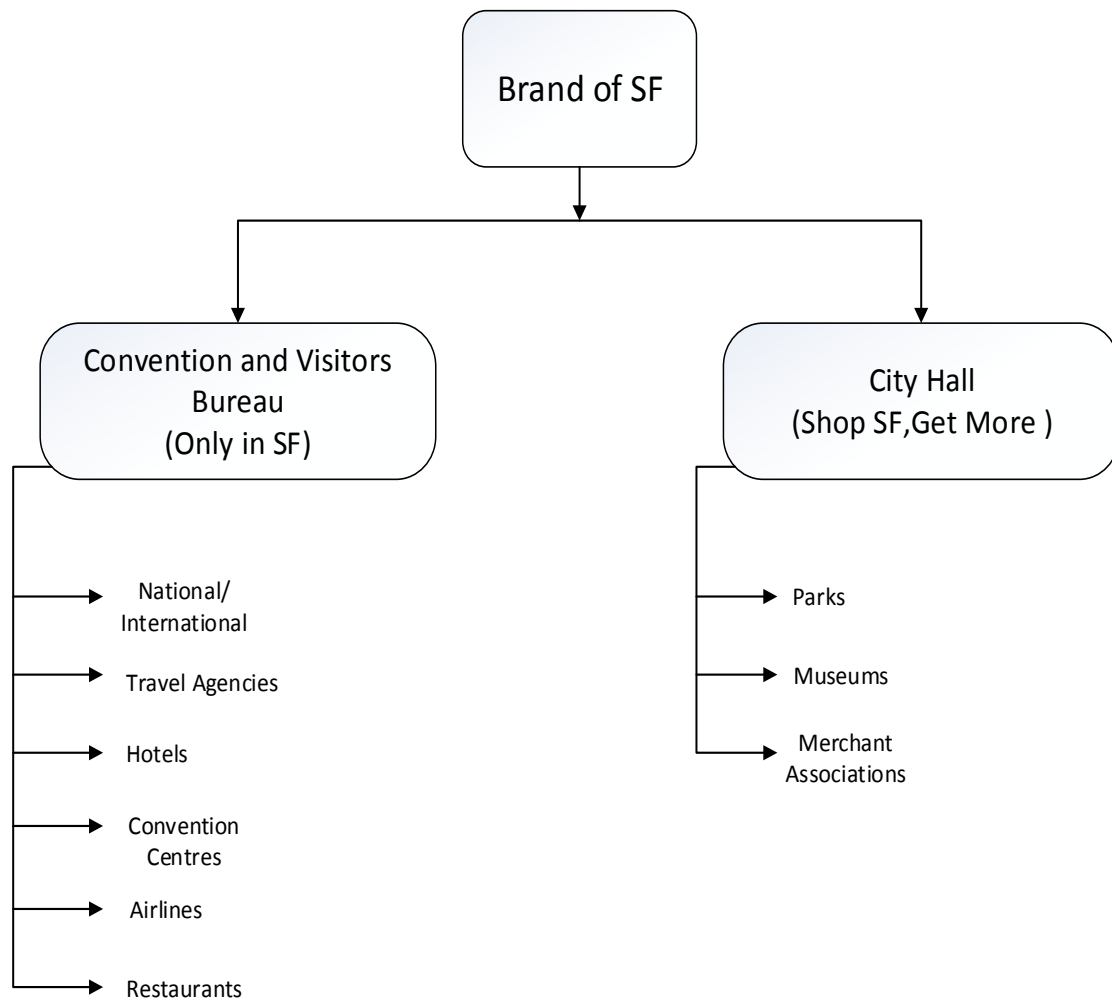 Brand of SF
Convention and Visitors
Bureau
(Only in SF)
City Hall
(Shop SF,Get More )
National/
International
Travel Agencies
Hotels
Convention
Centres
Airlines
Restaurants
Parks
Museums
Merchant
Associations